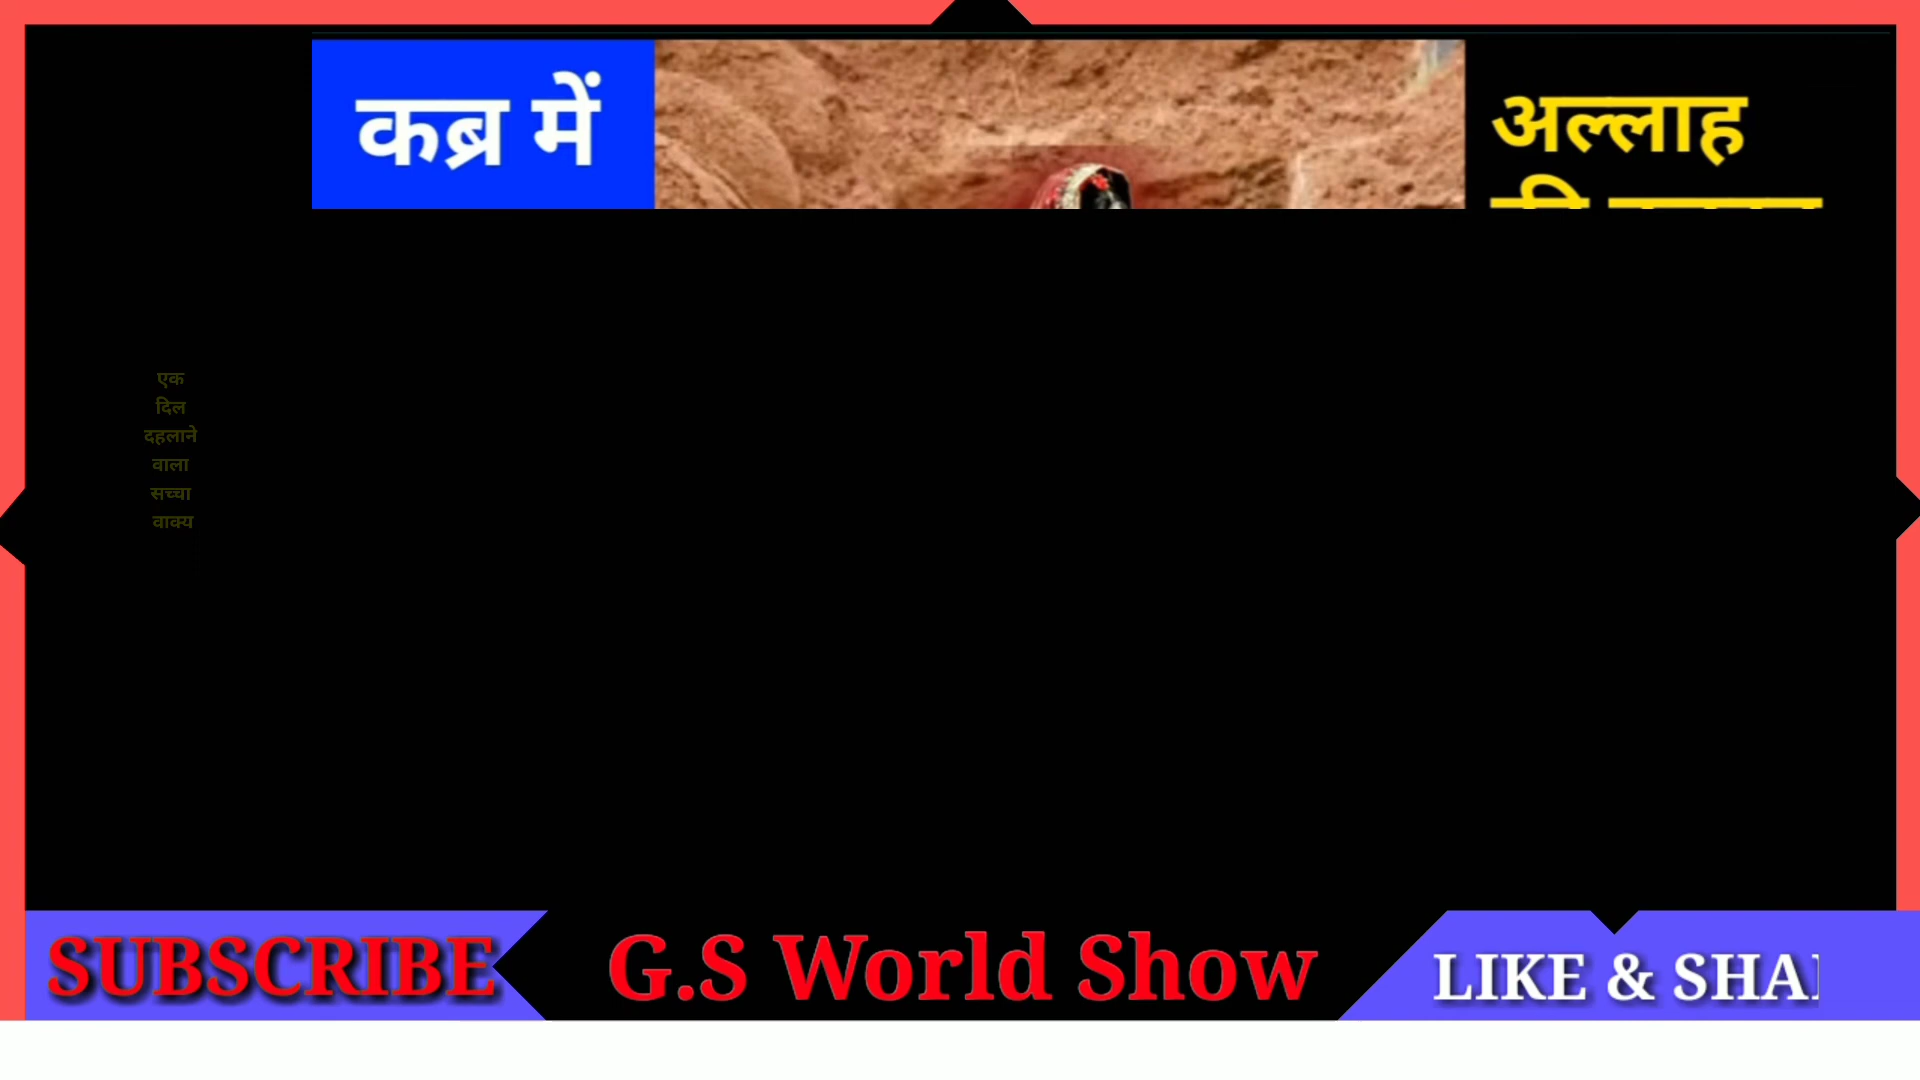 कब्र में
अल्लाह
एक
दिल
दहलाने
वाला
सच्चा
वाक्य
SUBSCRIBE
G.S World Show
LIKE & SHA